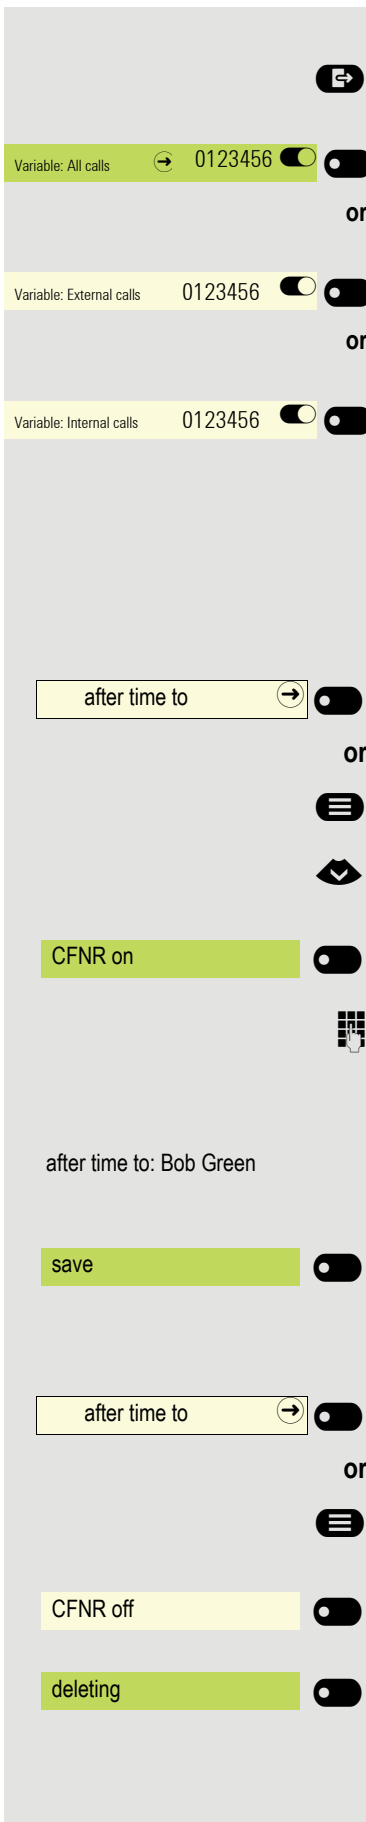 Variable: All calls 0123456
or
Variable: External calls 0123456
or
Variable: Internal calls 0123456
after time to
or
CFNR on
after time to: Bob Green
save
after time to
or
CFNR off
deleting